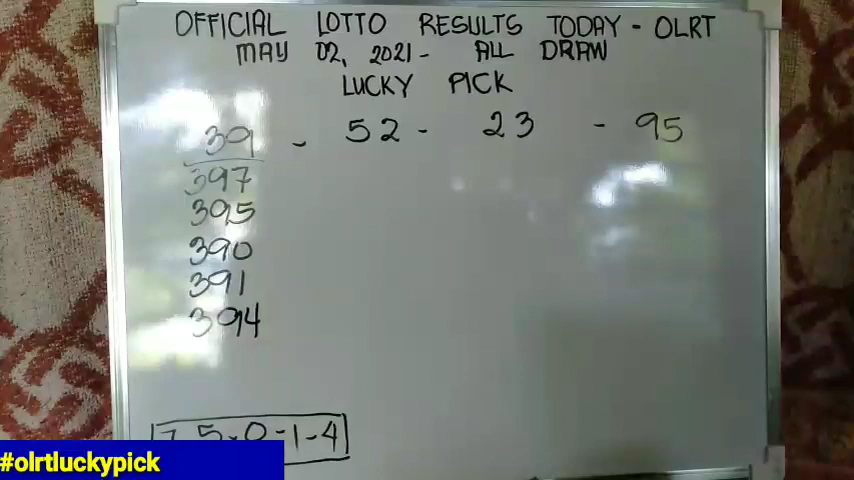 OFFICIAL LOTTO RESULTS TODAY - OLRT
MAY 02, 2021 - ALL DRAW
LUCKY PICK
39 - 52 - 23 - 95
397
395
390
391
394
7-5-0-1-4
#olrtluckypick